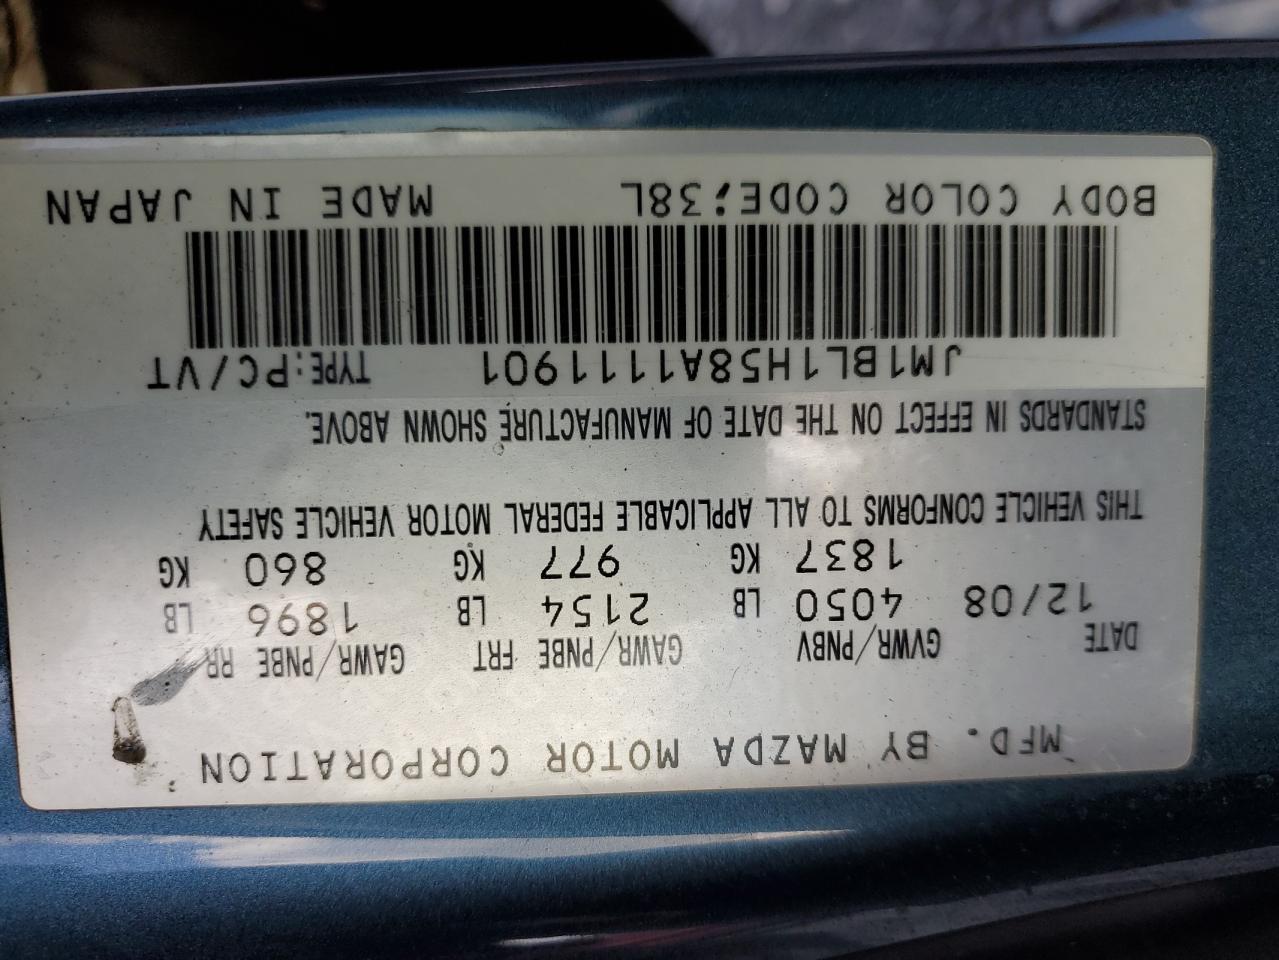 MFD. BY MAZDA MOTOR CORPORATION
DATE GVWR/PNBV GAWR/PNBE FRT GAWR/PNBE RR
12/08 4050 LB 2154 LB 1896 LB
1837 KG 977 KG 860 KG
THIS VEHICLE CONFORMS TO ALL APPLICABLE FEDERAL MOTOR VEHICLE SAFETY
STANDARDS IN EFFECT ON THE DATE OF MANUFACTURE SHOWN ABOVE.
JM1BL1H58A1111901 TYPE:PC/VT
BODY COLOR CODE;38L MADE IN JAPAN